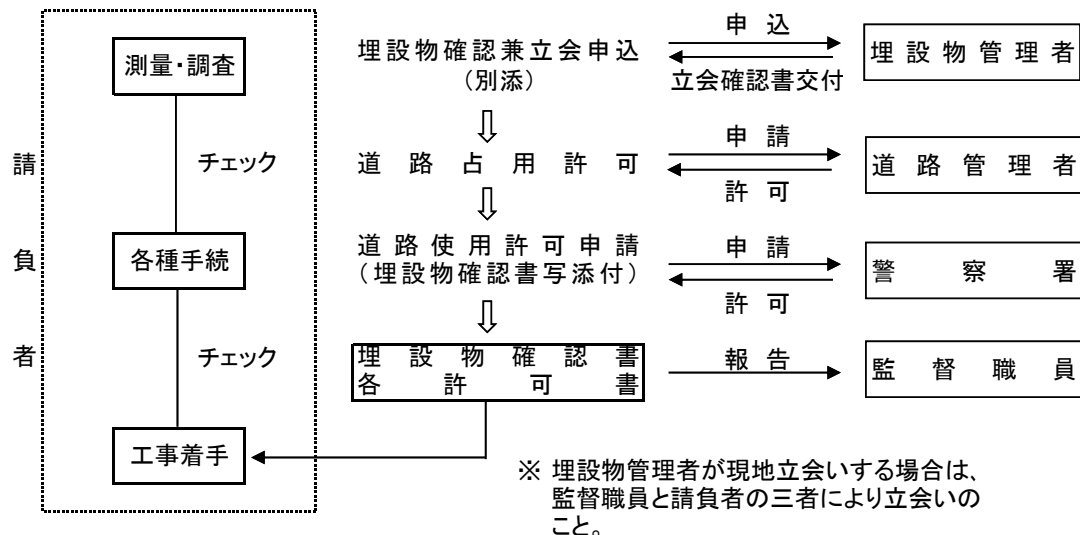 請負者
測量・調査
チェック
各種手続
チェック
工事着手
埋設物確認兼立会申込
(別添)
申込
立会確認書交付
埋設物管理者
道路占用許可
申請
許可
道路管理者
道路使用許可申請
(埋設物確認書写添付)
申請
許可
警察署
埋設物確認書
各許可書
報告
監督職員
※ 埋設物管理者が現地立会いする場合は、
監督職員と請負者の三者により立会いの
こと。